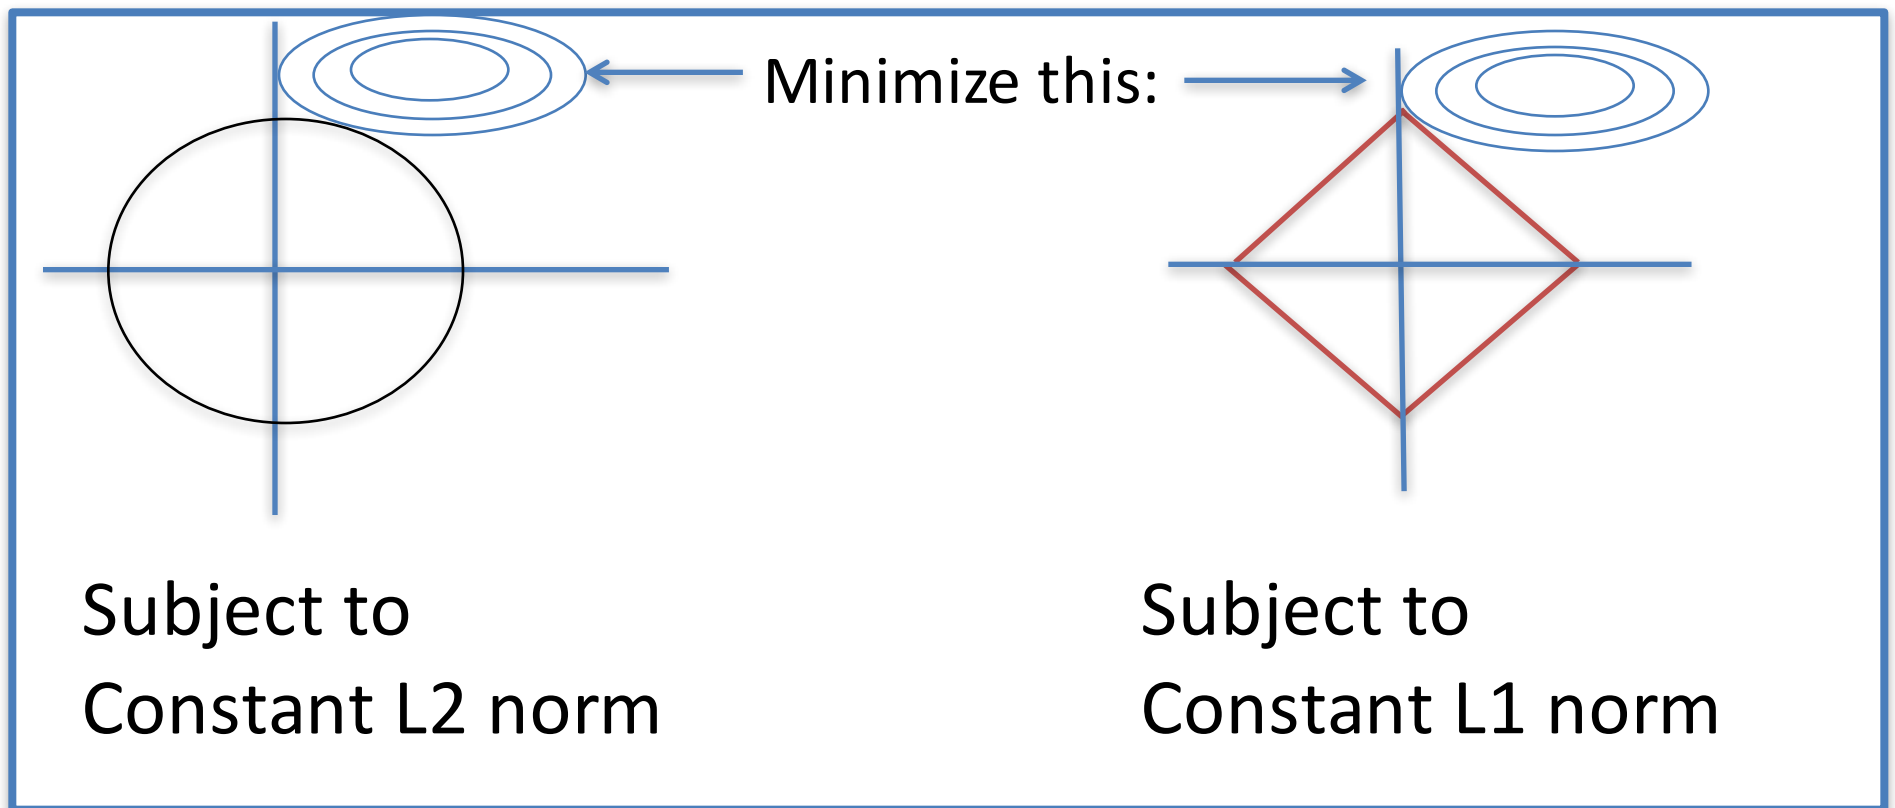 Minimize this:
Subject to
Constant L2 norm
Subject to
Constant L1 norm